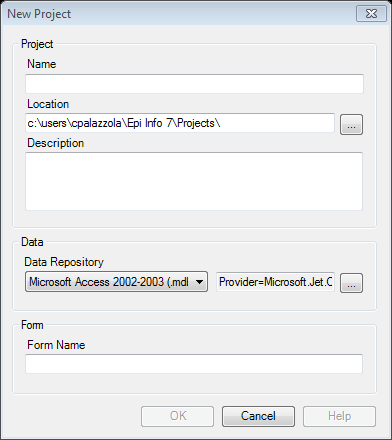 New Project
Project
Name
Location
c:\users\cpalazzola\Epi Info 7\Projects\
...
Description
Data
Data Repository
Microsoft Access 2002-2003 (.mdl
Provider=Microsoft.Jet.C
...
Form
Form Name
OK
Cancel
Help